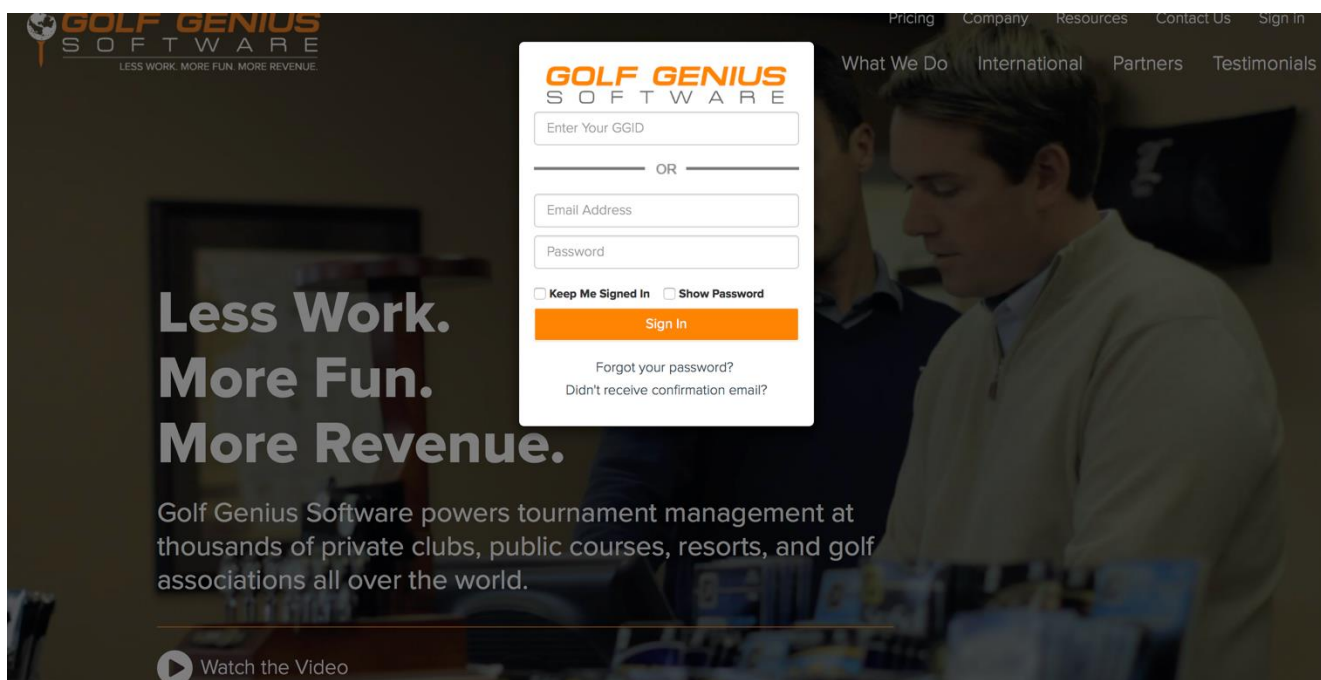 GOLF GENIUS
SOFTWARE
LESS WORK. MORE FUN. MORE REVENUE.
Pricing Company Resources Contact Us Sign In
What We Do International Partners Testimonials
GOLF GENIUS
SOFTWARE
Enter Your GGID
OR
Email Address
Password
Keep Me Signed In Show Password
Sign In
Forgot your password?
Didn't receive confirmation email?
Less Work.
More Fun.
More Revenue.
Golf Genius Software powers tournament management at
thousands of private clubs, public courses, resorts, and golf
associations all over the world.
Watch the Video